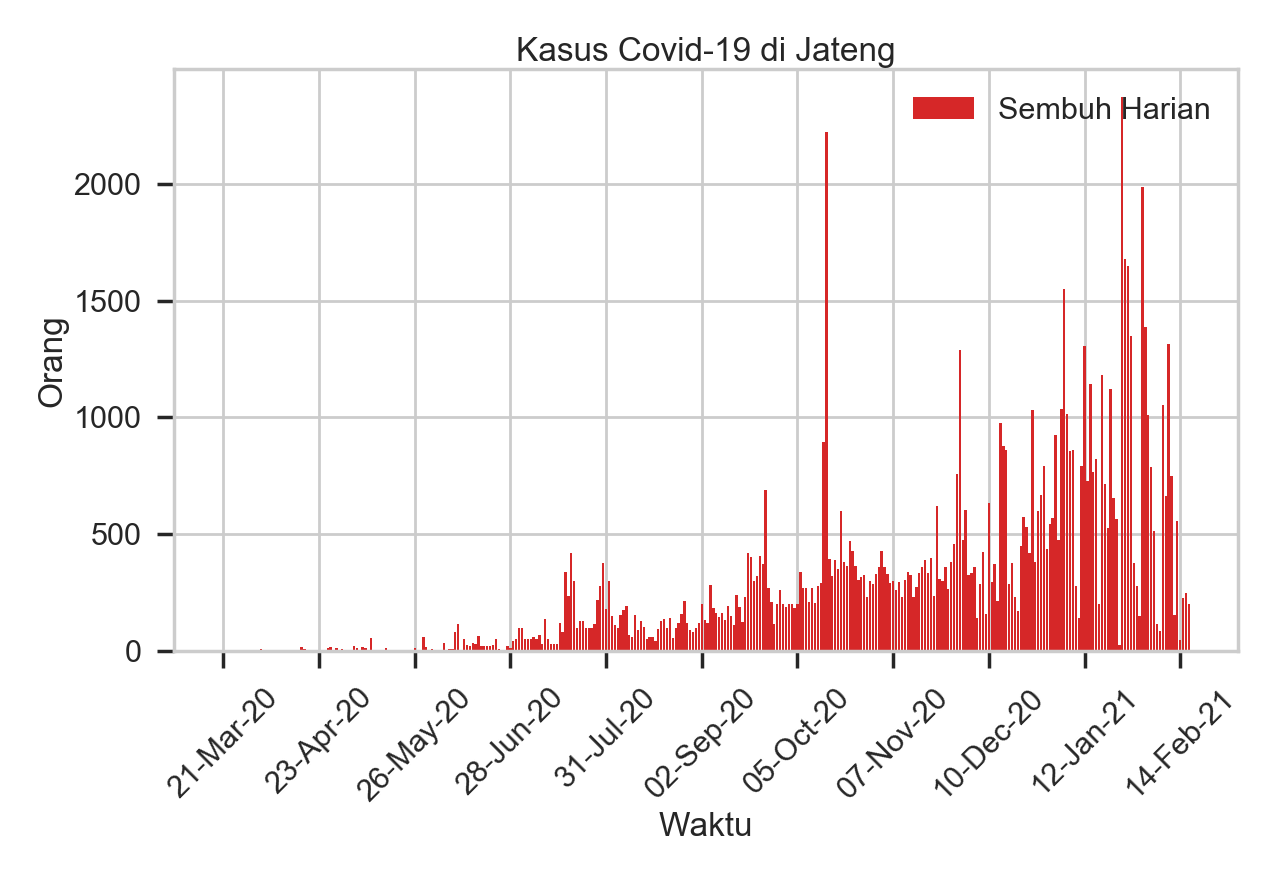 Kasus Covid-19 di Jateng
Sembuh Harian
Orang
2000
1500
1000
500
0
21-Mar-20
23-Apr-20
26-May-20
28-Jun-20
31-Jul-20
02-Sep-20
05-Oct-20
07-Nov-20
10-Dec-20
12-Jan-21
14-Feb-21
Waktu